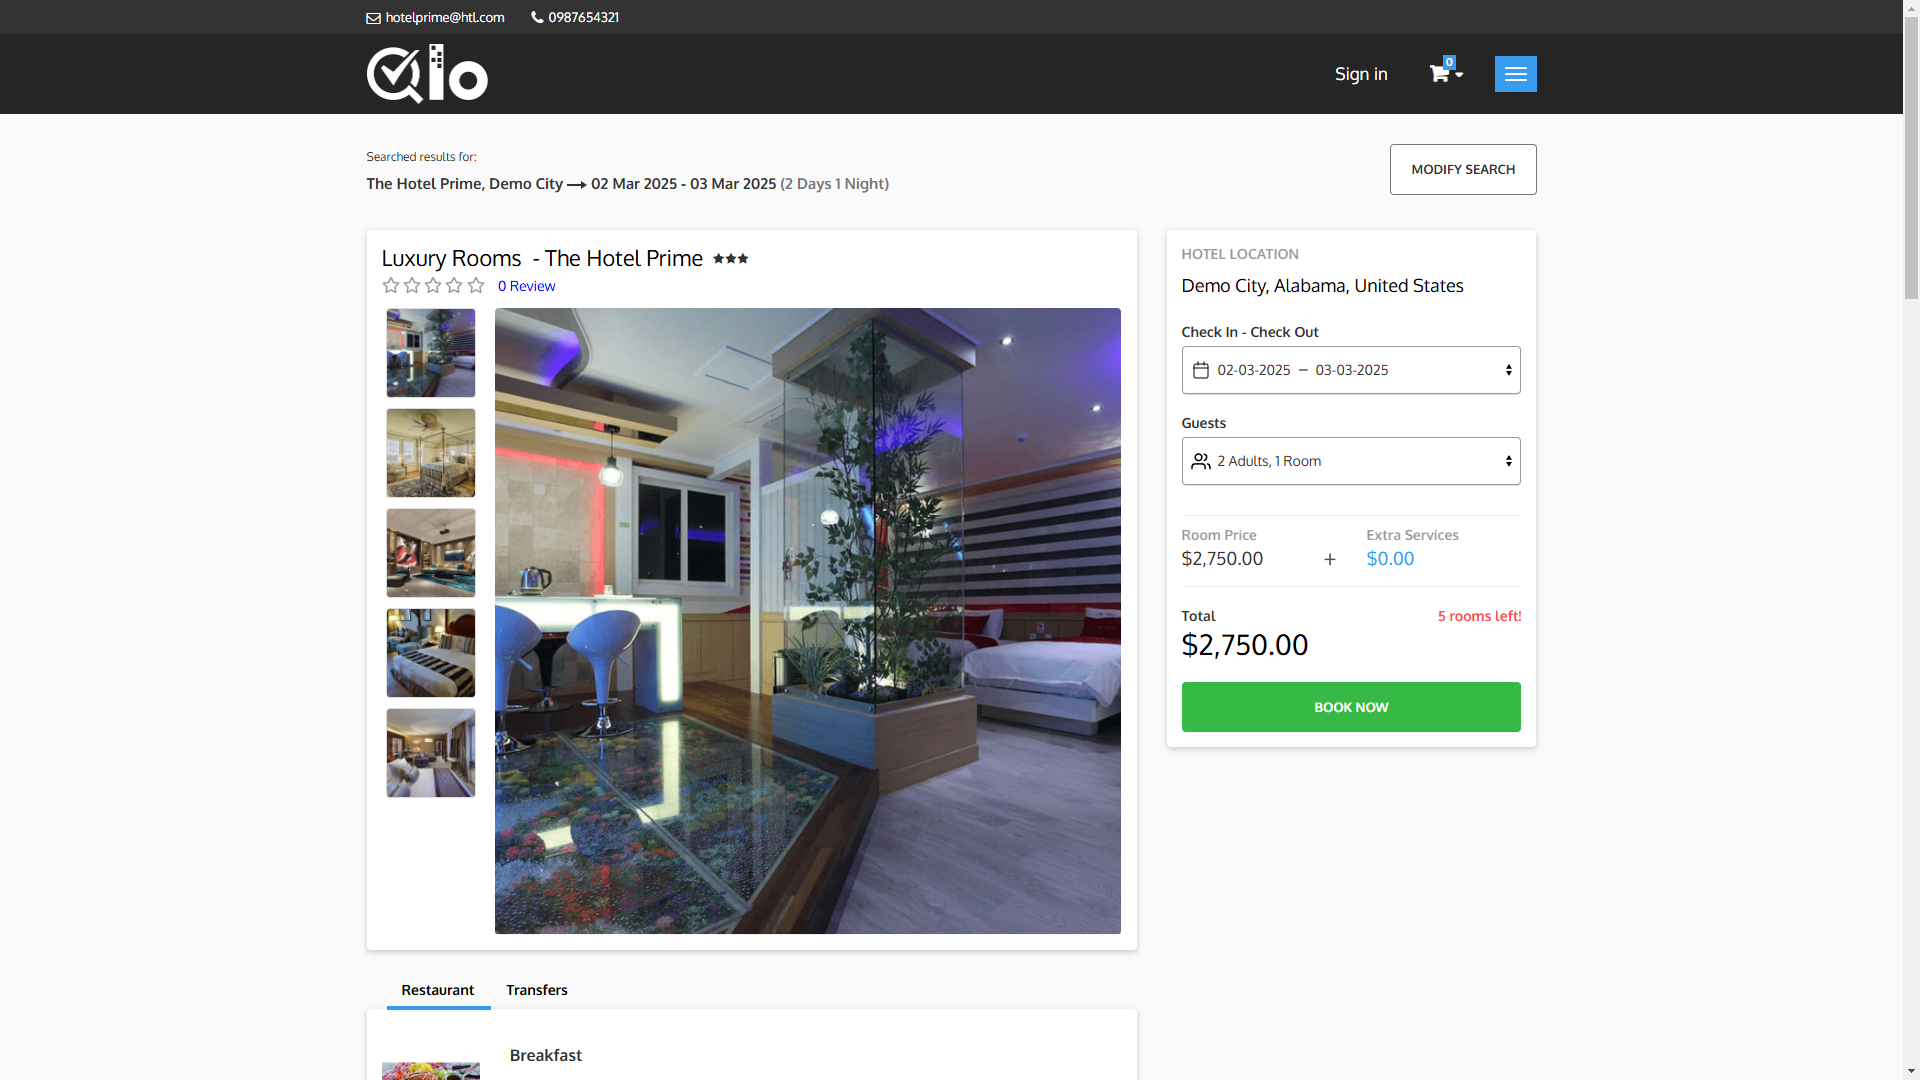 hotelprime@htl.com 0987654321
Qlo
Sign in 0
Searched results for:
The Hotel Prime, Demo City 02 Mar 2025 - 03 Mar 2025 (2 Days 1 Night)
MODIFY SEARCH
Luxury Rooms - The Hotel Prime
0 Review
HOTEL LOCATION
Demo City, Alabama, United States
Check In - Check Out
02-03-2025 – 03-03-2025
Guests
2 Adults, 1 Room
Room Price Extra Services
$2,750.00 + $0.00
Total 5 rooms left!
$2,750.00
BOOK NOW
Restaurant Transfers
Breakfast